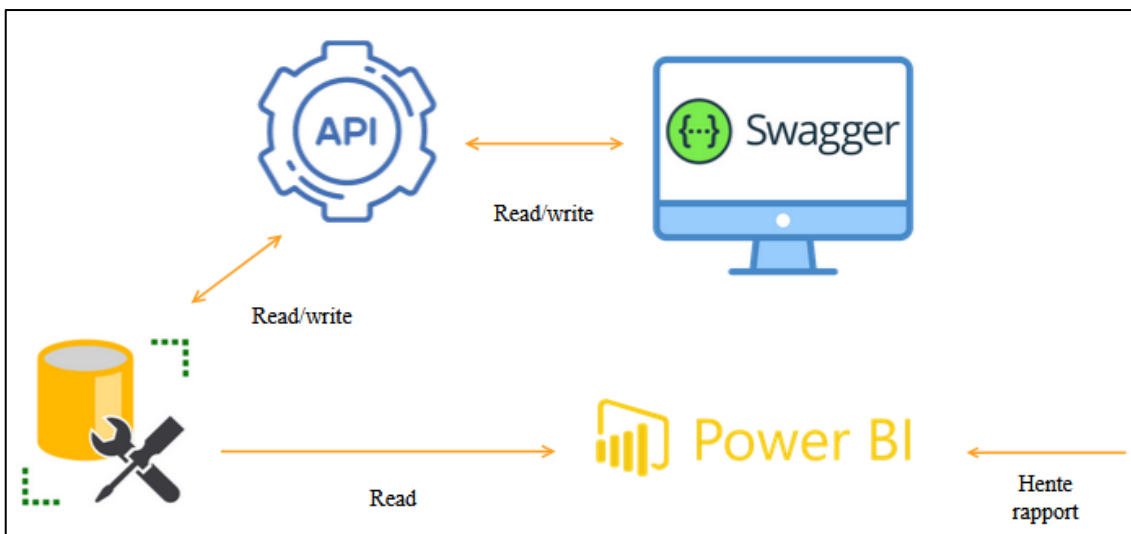 API
{···} Swagger
Read/write
Read/write
Power BI
Read
Hente
rapport